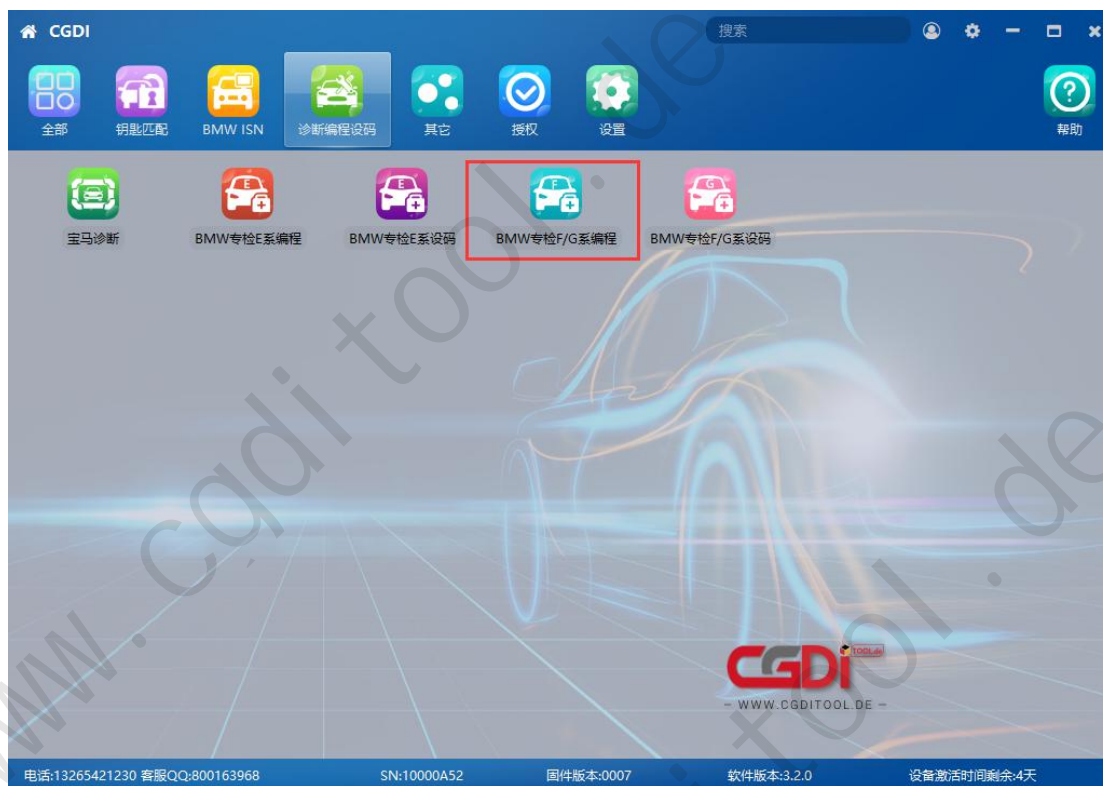 CGDI
搜索
全部
钥匙匹配
BMW ISN
诊断编程设码
其它
授权
设置
帮助
宝马诊断
E
BMW专检E系编程
E
BMW专检E系设码
F
BMW专检F/G系编程
G
BMW专检F/G系设码
www.cgditool.de
CGDI TOOL.de
- WWW.CGDITOOL.DE -
电话:13265421230 客服QQ:800163968
SN:10000A52
固件版本:0007
软件版本:3.2.0
设备激活时间剩余:4天